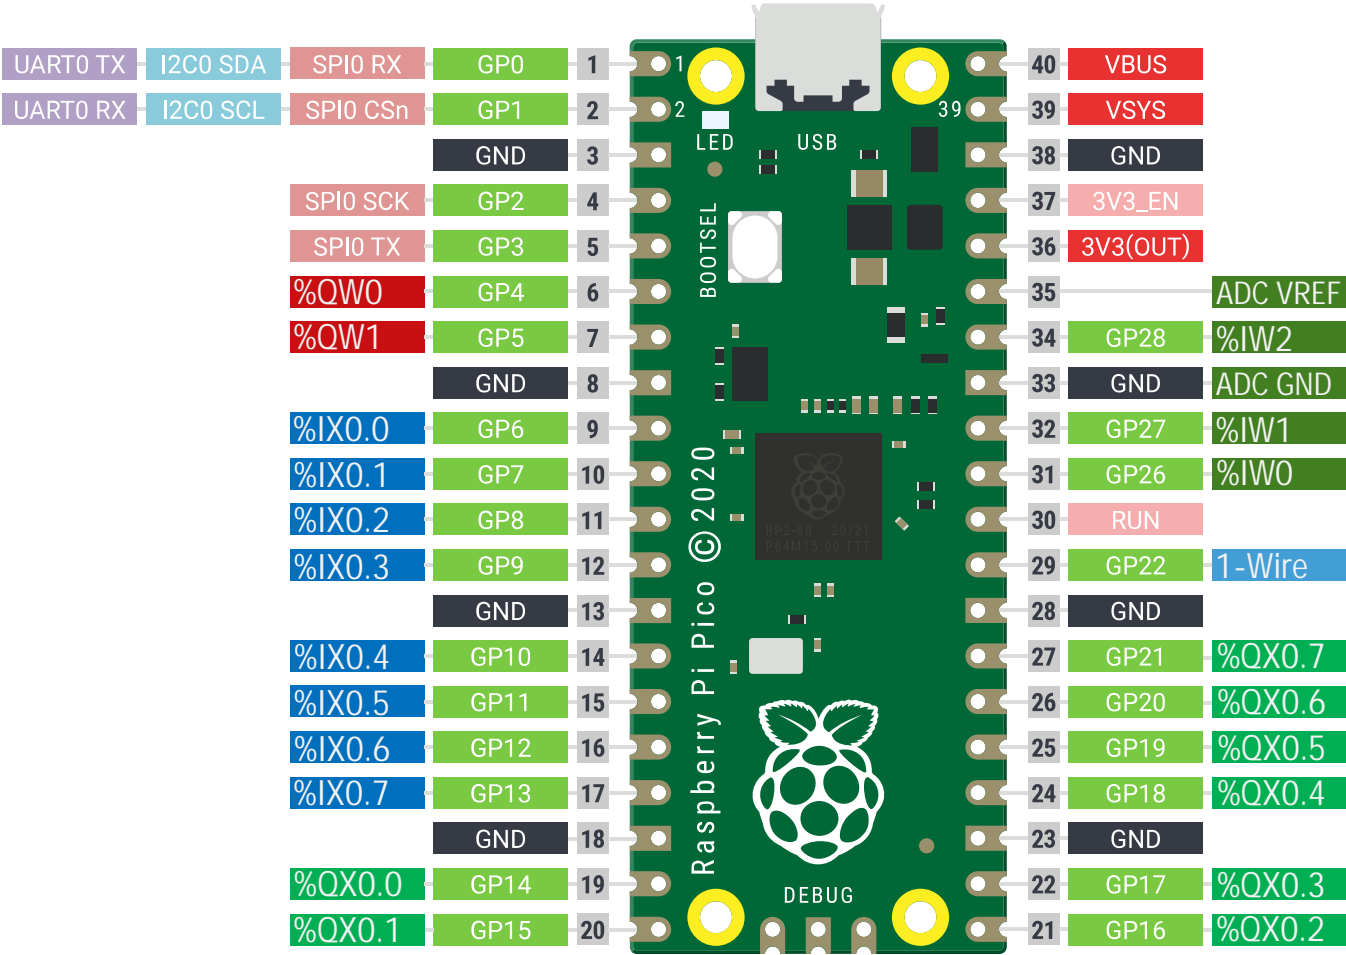 UART0 TX I2C0 SDA SPI0 RX GP0 1 1 40 VBUS
UART0 RX I2C0 SCL SPI0 CSn GP1 2 2 39 39 VSYS
LED USB
GND 3 38 GND
SPI0 SCK GP2 4 37 3V3_EN
SPI0 TX GP3 5 36 3V3(OUT)
BOOTSEL
%QW0 GP4 6 35 ADC VREF
%QW1 GP5 7 34 GP28 %IW2
GND 8 33 GND ADC GND
%IX0.0 GP6 9 32 GP27 %IW1
%IX0.1 GP7 10 31 GP26 %IW0
%IX0.2 GP8 11 30 RUN
RP2-B0 20/21
P64M15.00 TTT
%IX0.3 GP9 12 29 GP22 1-Wire
GND 13 28 GND
%IX0.4 GP10 14 27 GP21 %QX0.7
Raspberry Pi Pico © 2020
%IX0.5 GP11 15 26 GP20 %QX0.6
%IX0.6 GP12 16 25 GP19 %QX0.5
%IX0.7 GP13 17 24 GP18 %QX0.4
GND 18 23 GND
%QX0.0 GP14 19 22 GP17 %QX0.3
DEBUG
%QX0.1 GP15 20 21 GP16 %QX0.2